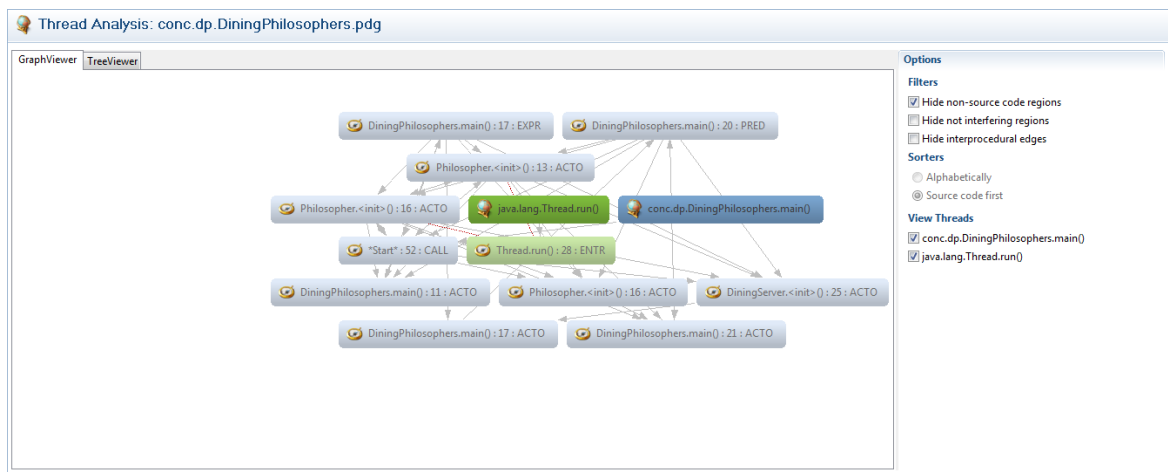 Thread Analysis: conc.dp.DiningPhilosophers.pdg
GraphViewer
TreeViewer
DiningPhilosophers.main() : 17 : EXPR
DiningPhilosophers.main() : 20 : PRED
Philosopher.<init>() : 13 : ACTO
Philosopher.<init>() : 16 : ACTO
java.lang.Thread.run()
conc.dp.DiningPhilosophers.main()
*Start* : 52 : CALL
Thread.run() : 28 : ENTR
DiningPhilosophers.main() : 11 : ACTO
Philosopher.<init>() : 16 : ACTO
DiningServer.<init>() : 25 : ACTO
DiningPhilosophers.main() : 17 : ACTO
DiningPhilosophers.main() : 21 : ACTO
Options
Filters
Hide non-source code regions
Hide not interfering regions
Hide interprocedural edges
Sorters
Alphabetically
Source code first
View Threads
conc.dp.DiningPhilosophers.main()
java.lang.Thread.run()